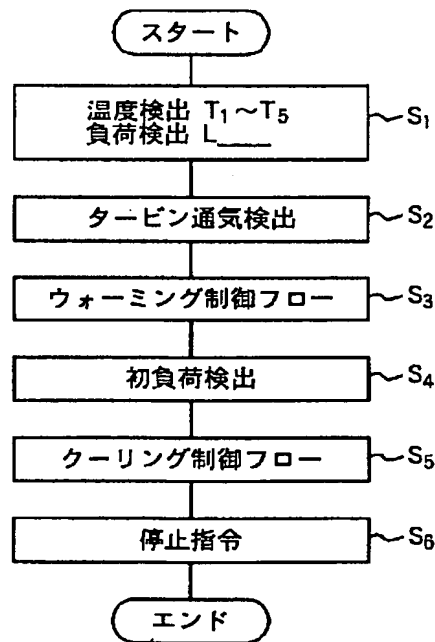 スタート
温度検出 T₁～T₅
負荷検出 L____
S₁
タービン通気検出
S₂
ウォーミング制御フロー
S₃
初負荷検出
S₄
クーリング制御フロー
S₅
停止指令
S₆
エンド